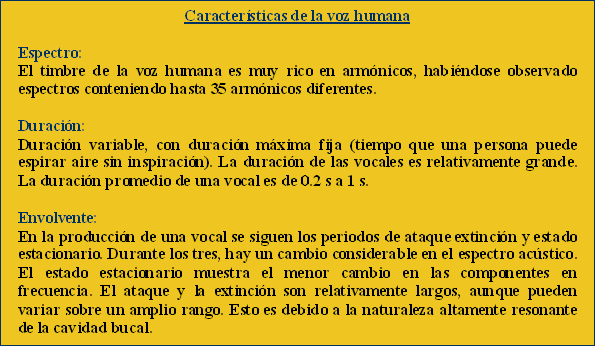 Características de la voz humana
Espectro:
El timbre de la voz humana es muy rico en armónicos, habiéndose observado
espectros conteniendo hasta 35 armónicos diferentes.
Duración:
Duración variable, con duración máxima fija (tiempo que una persona puede
espirar aire sin inspiración). La duración de las vocales es relativamente grande.
La duración promedio de una vocal es de 0.2 s a 1 s.
Envolvente:
En la producción de una vocal se siguen los periodos de ataque extinción y estado
estacionario. Durante los tres, hay un cambio considerable en el espectro acústico.
El estado estacionario muestra el menor cambio en las componentes en
frecuencia. El ataque y la extinción son relativamente largos, aunque pueden
variar sobre un amplio rango. Esto es debido a la naturaleza altamente resonante
de la cavidad bucal.